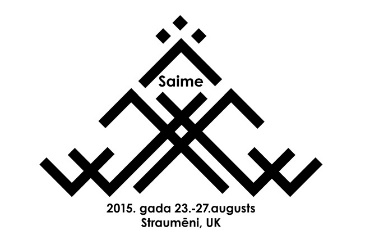 Saime
2015. gada 23.-27.augusts
Straumēni, UK